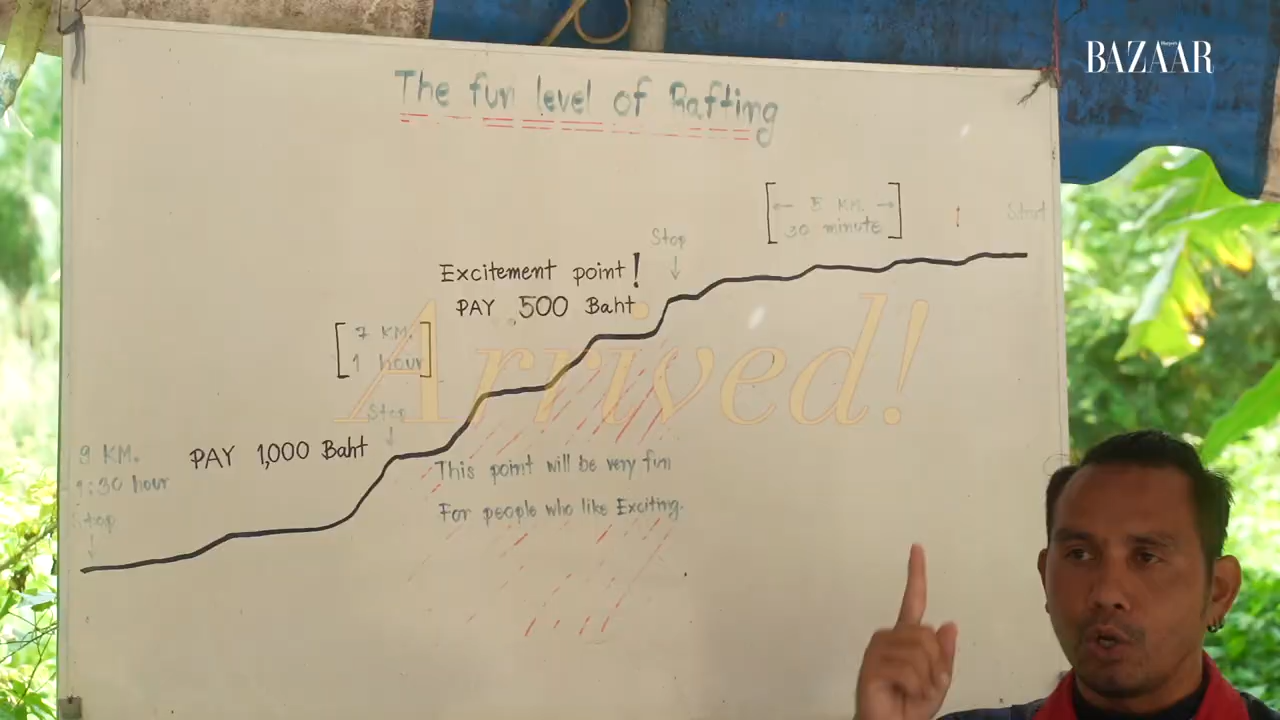 Harper's
BAZAAR
The fun level of Rafting
← 5 KM. →
30 minute
Start
Stop
Excitement point!
PAY 500 Baht
7 KM.
1 hour
Arrived!
Stop
PAY 1,000 Baht
9 KM.
1:30 hour
Stop
This point will be very fun
For people who like Exciting.